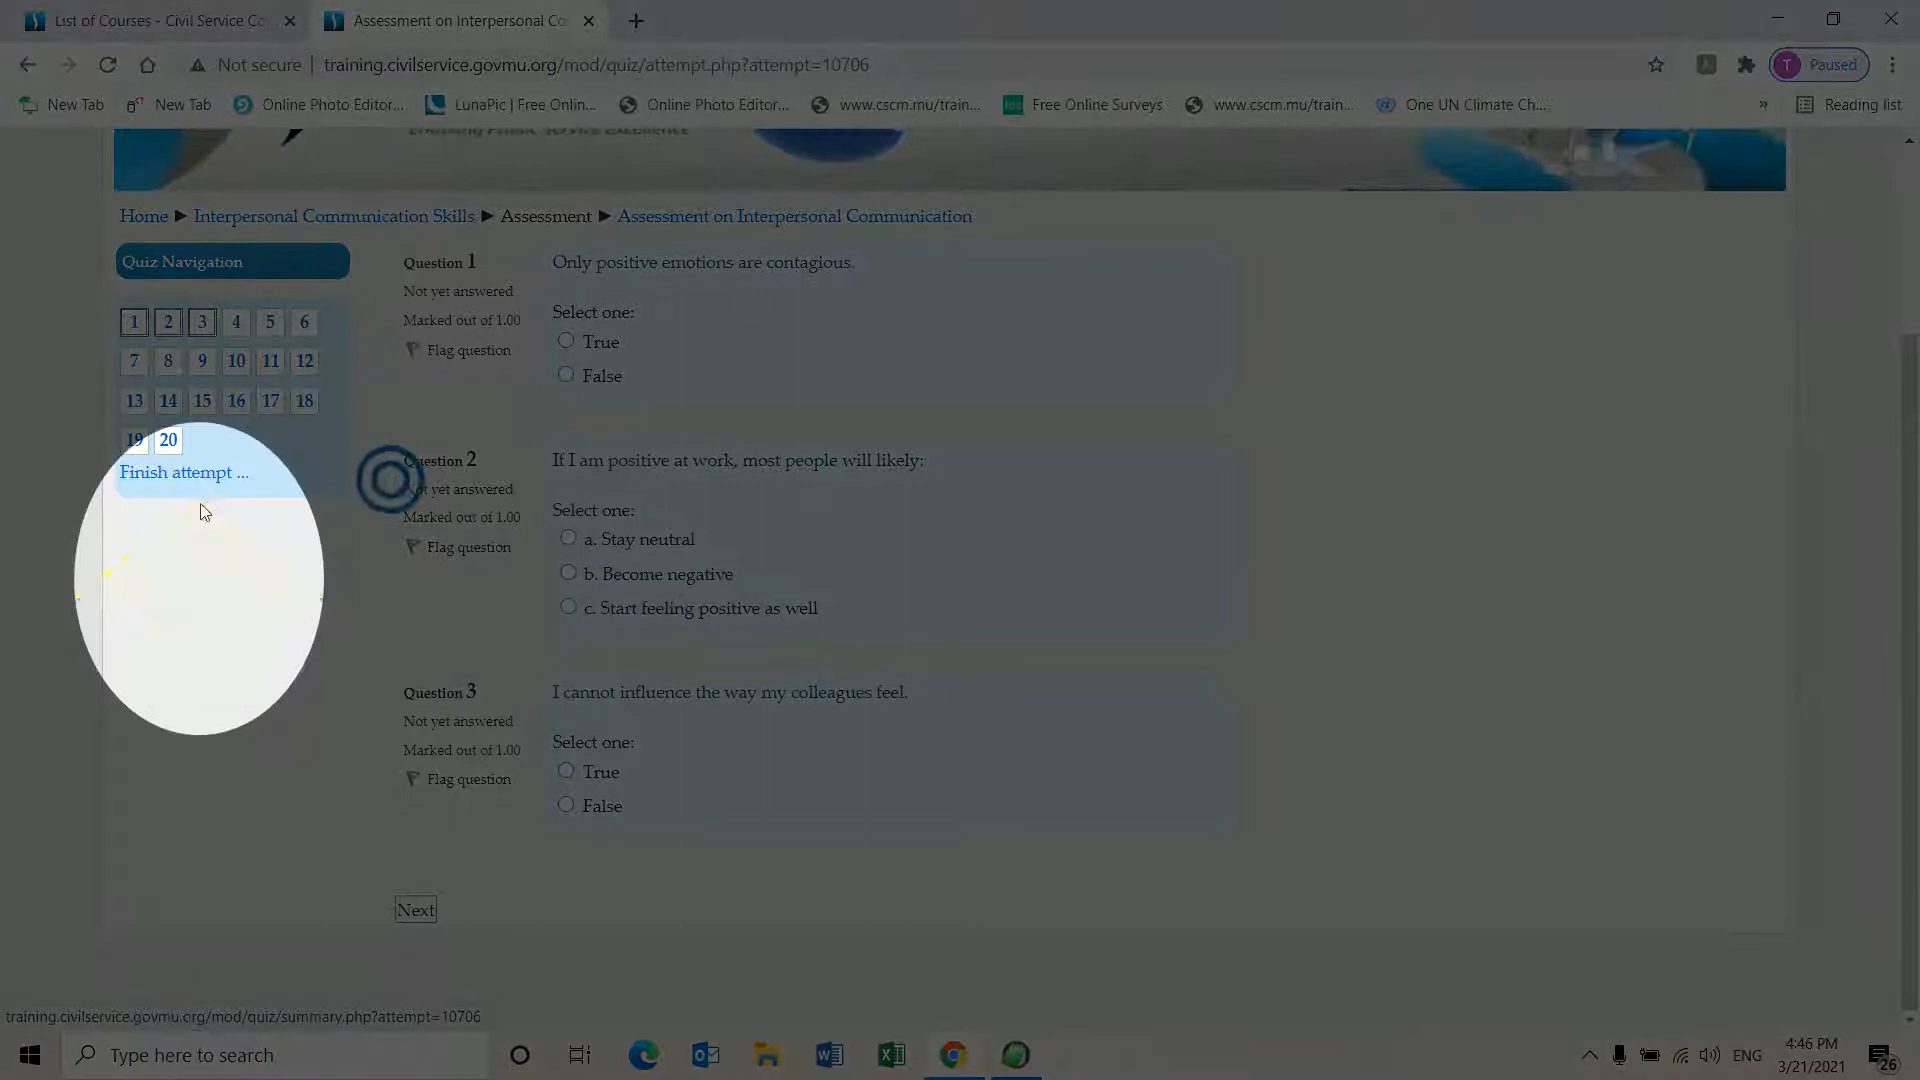 List of Courses - Civil Service Co
Assessment on Interpersonal Co
Not secure | training.civilservice.govmu.org/mod/quiz/attempt.php?attempt=10706
T Paused
New Tab
New Tab
Online Photo Editor...
LunaPic | Free Onlin...
Online Photo Editor...
www.cscm.mu/train...
Free Online Surveys
www.cscm.mu/train...
One UN Climate Ch...
»
Reading list
Home ► Interpersonal Communication Skills ► Assessment ► Assessment on Interpersonal Communication
Quiz Navigation
1 2 3 4 5 6
7 8 9 10 11 12
13 14 15 16 17 18
19 20
Finish attempt ...
Question 1
Not yet answered
Marked out of 1.00
Flag question
Only positive emotions are contagious.
Select one:
True
False
Question 2
Not yet answered
Marked out of 1.00
Flag question
If I am positive at work, most people will likely:
Select one:
a. Stay neutral
b. Become negative
c. Start feeling positive as well
Question 3
Not yet answered
Marked out of 1.00
Flag question
I cannot influence the way my colleagues feel.
Select one:
True
False
Next
training.civilservice.govmu.org/mod/quiz/summary.php?attempt=10706
Type here to search
ENG
4:46 PM
3/21/2021
26